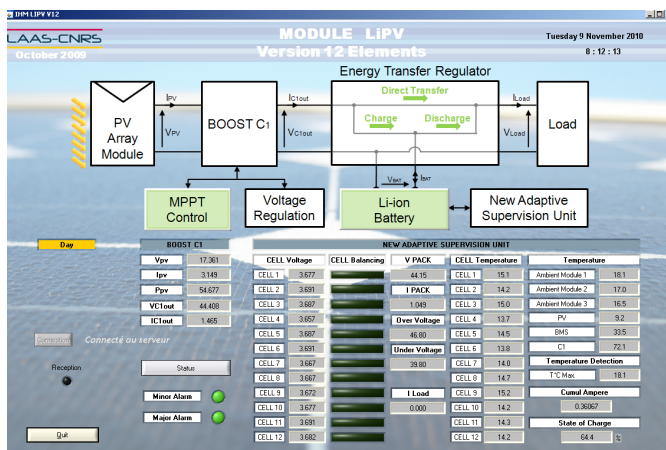 IHM LIPV V12
LAAS-CNRS
October 2009
MODULE LiPV
Version 12 Elements
Tuesday 9 November 2010
8 : 12 : 13
Energy Transfer Regulator
PV Array Module
IPV
VPV
BOOST C1
IC1out
VC1out
Direct Transfer
Charge
Discharge
ILoad
VLoad
Load
VBAT
IBAT
MPPT Control
Voltage Regulation
Li-ion Battery
New Adaptive Supervision Unit
Day
BOOST C1
Vpv 17.361
Ipv 3.149
Ppv 54.677
VC1out 44.408
IC1out 1.465
Connection
Connecté au serveur
Reception
Status
Minor Alarm
Major Alarm
Quit
NEW ADAPTIVE SUPERVISION UNIT
CELL Voltage
CELL 1 3.677
CELL 2 3.691
CELL 3 3.687
CELL 4 3.657
CELL 5 3.687
CELL 6 3.691
CELL 7 3.667
CELL 8 3.667
CELL 9 3.672
CELL 10 3.677
CELL 11 3.691
CELL 12 3.682
CELL Balancing
V PACK
44.15
I PACK
1.049
Over Voltage
46.80
Under Voltage
39.80
I Load
0.000
CELL Temperature
CELL 1 15.1
CELL 2 14.2
CELL 3 15.0
CELL 4 13.7
CELL 5 14.5
CELL 6 13.8
CELL 7 14.0
CELL 8 14.7
CELL 9 15.2
CELL 10 14.2
CELL 11 14.3
CELL 12 14.2
Temperature
Ambient Module 1 18.1
Ambient Module 2 17.0
Ambient Module 3 16.5
PV 9.2
BMS 33.5
C1 72.1
Temperature Detection
T°C Max 18.1
Cumul Ampere
0.36067
State of Charge
64.4 %